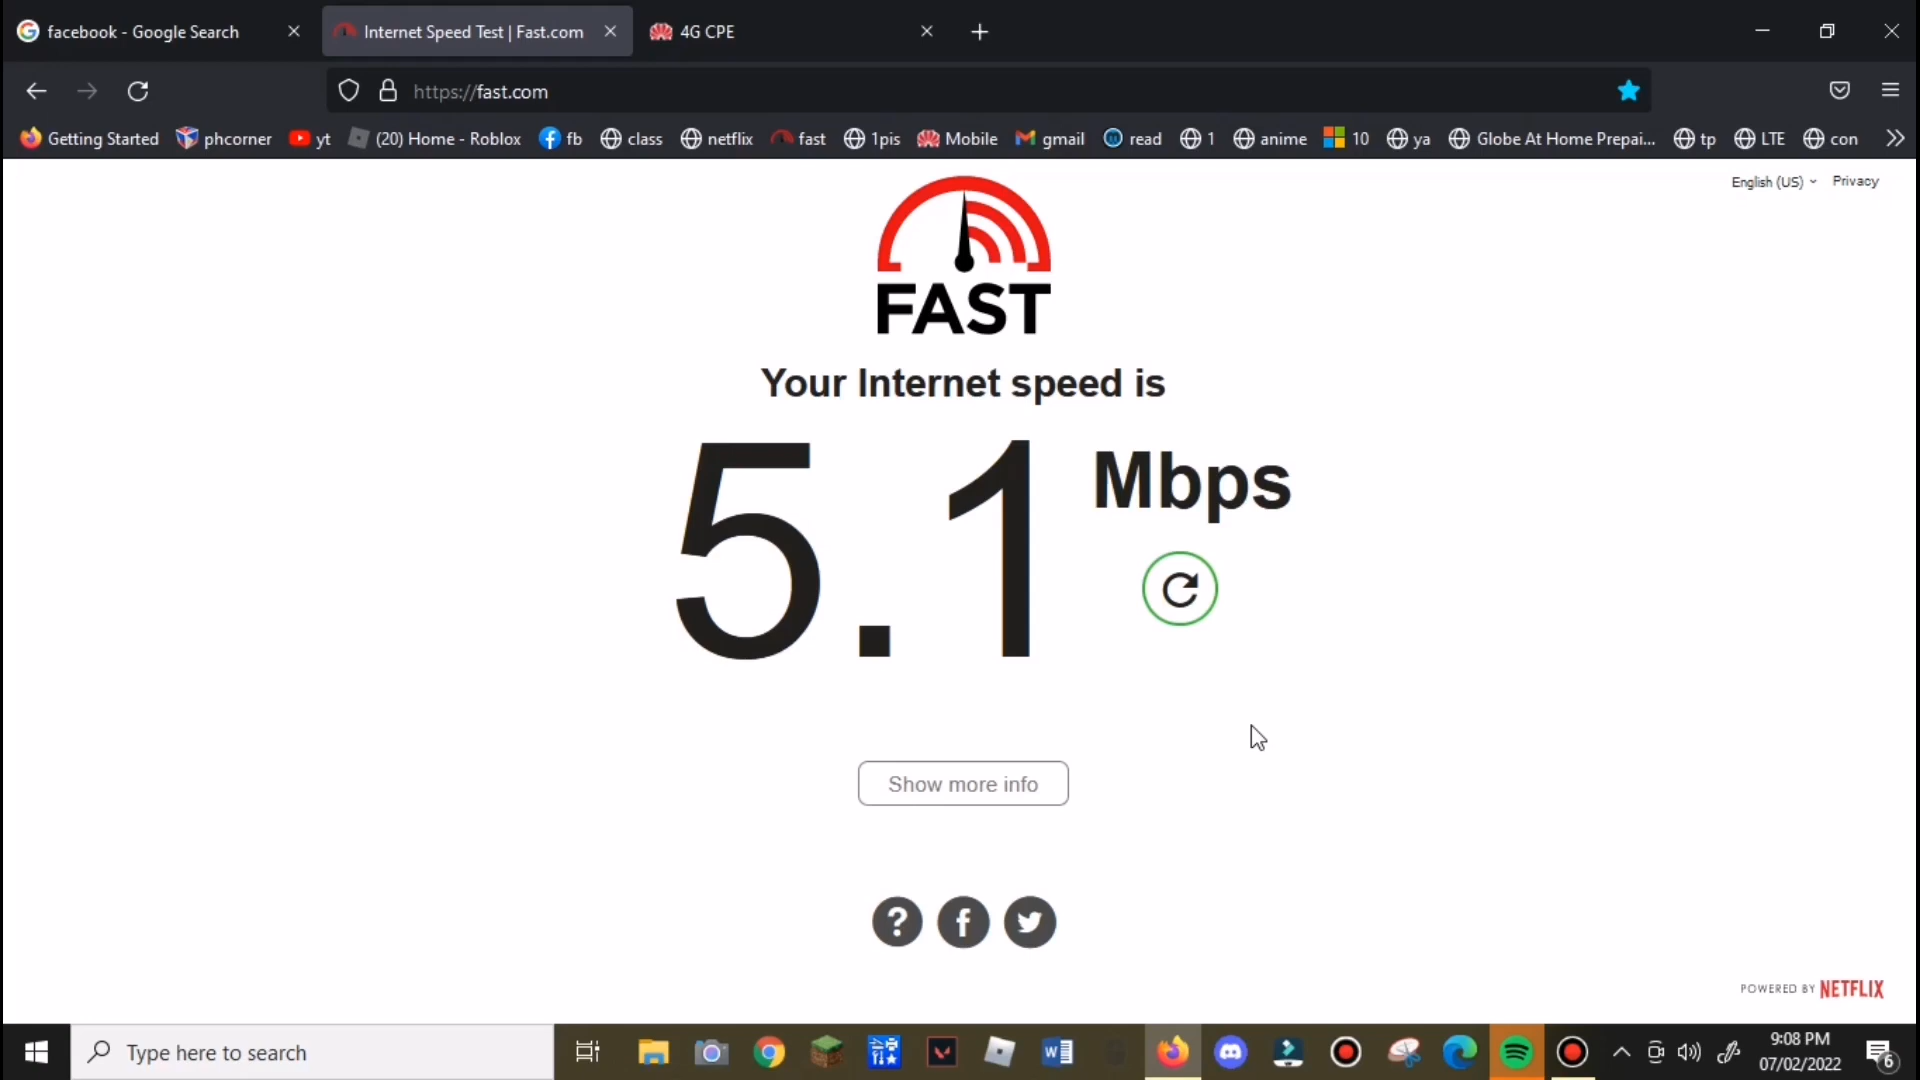 facebook - Google Search
Internet Speed Test | Fast.com
4G CPE
https://fast.com
Getting Started
phcorner
yt
(20) Home - Roblox
fb
class
netflix
fast
1pis
Mobile
gmail
read
1
anime
10
ya
Globe At Home Prepai...
tp
LTE
con
English (US)
Privacy
FAST
Your Internet speed is
5.1 Mbps
Show more info
POWERED BY NETFLIX
Type here to search
9:08 PM
07/02/2022
6